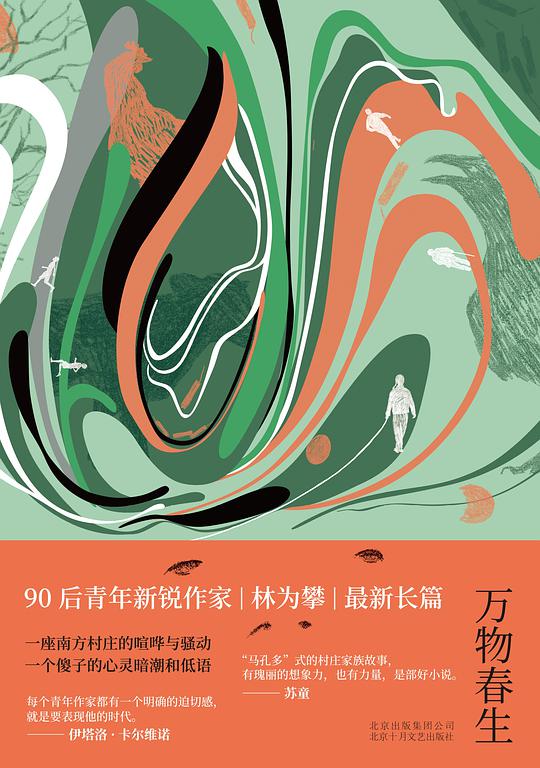 90 后青年新锐作家 | 林为攀 | 最新长篇
一座南方村庄的喧哗与骚动
一个傻子的心灵暗潮和低语
“马孔多”式的村庄家族故事，
有瑰丽的想象力，也有力量，是部好小说。
——— 苏童
每个青年作家都有一个明确的迫切感，
就是要表现他的时代。
——— 伊塔洛·卡尔维诺
万物春生
北京出版集团公司
北京十月文艺出版社